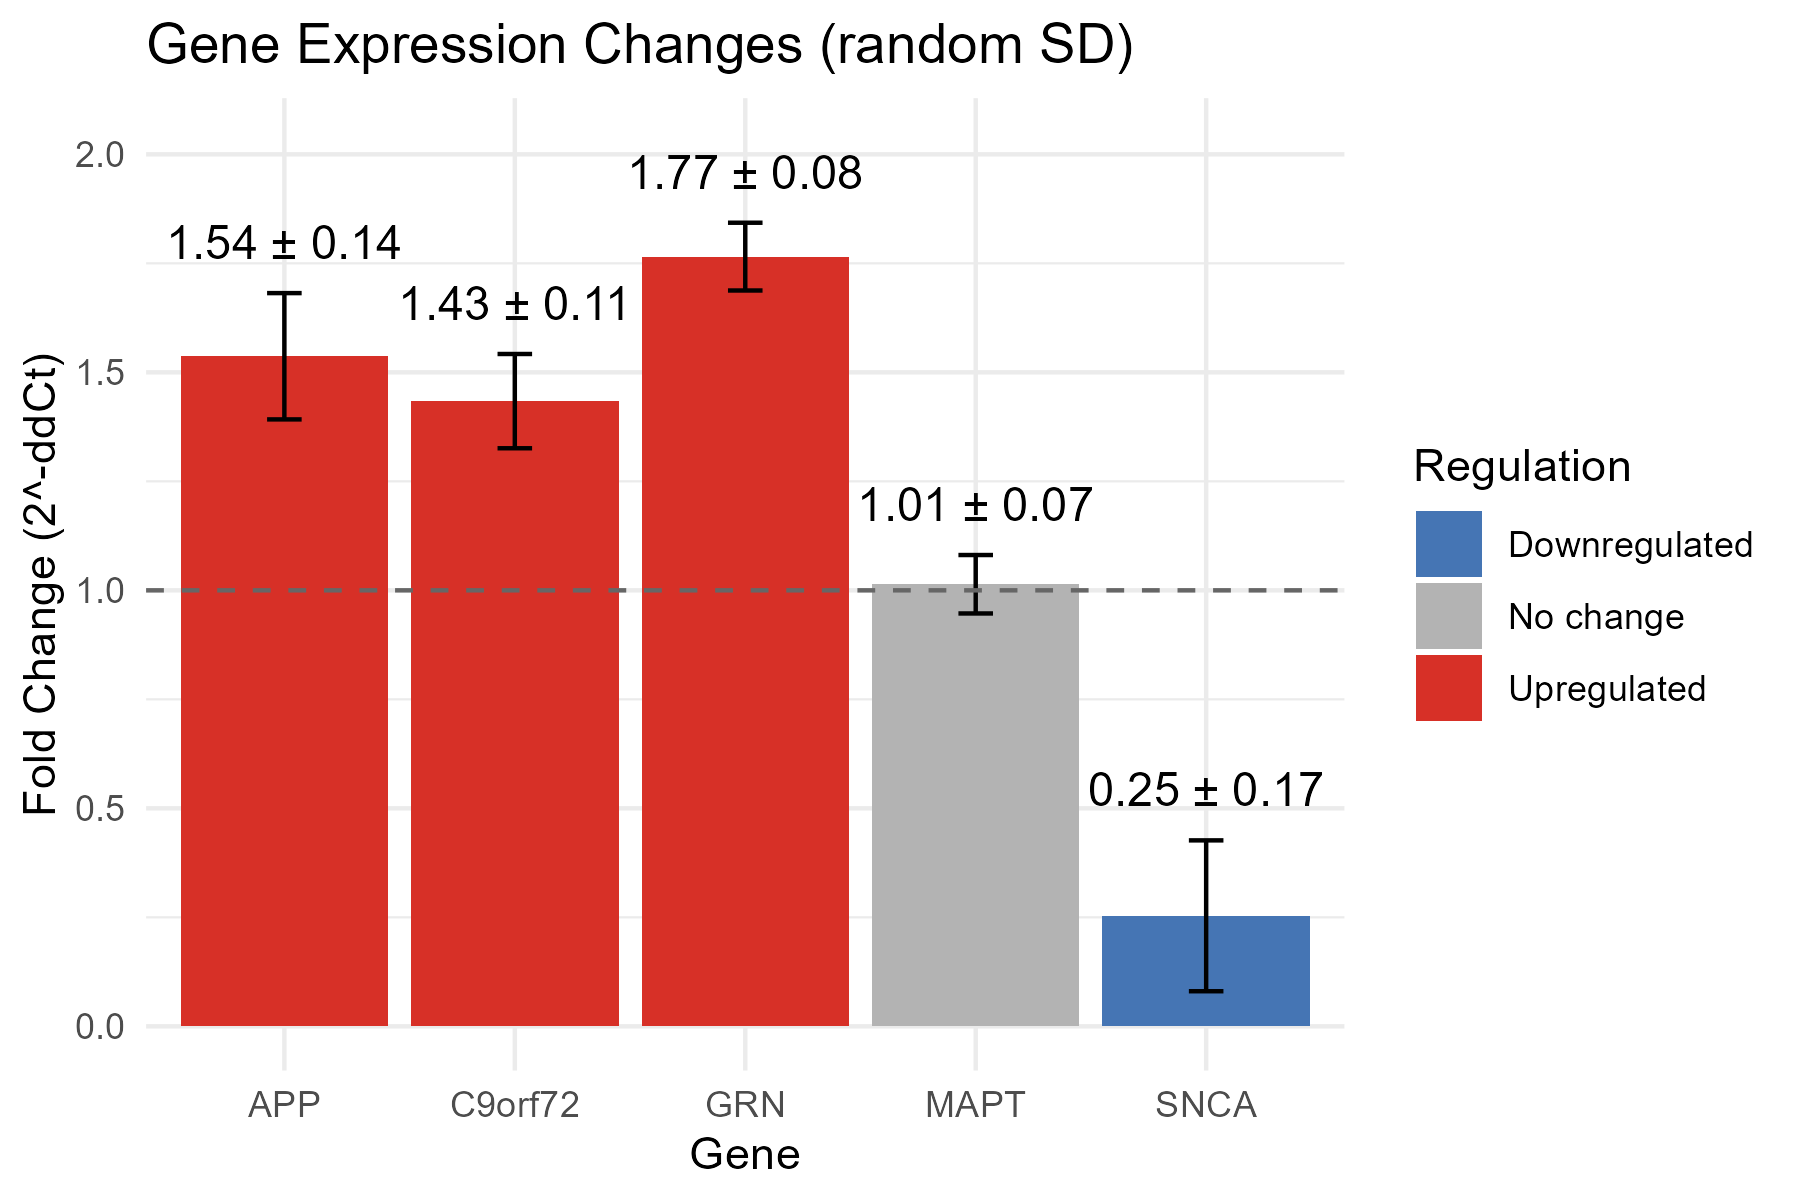 Gene Expression Changes (random SD)
Fold Change (2^-ddCt)
2.0
1.5
1.0
0.5
0.0
1.54 ± 0.14
1.43 ± 0.11
1.77 ± 0.08
1.01 ± 0.07
0.25 ± 0.17
APP
C9orf72
GRN
MAPT
SNCA
Gene
Regulation
Downregulated
No change
Upregulated